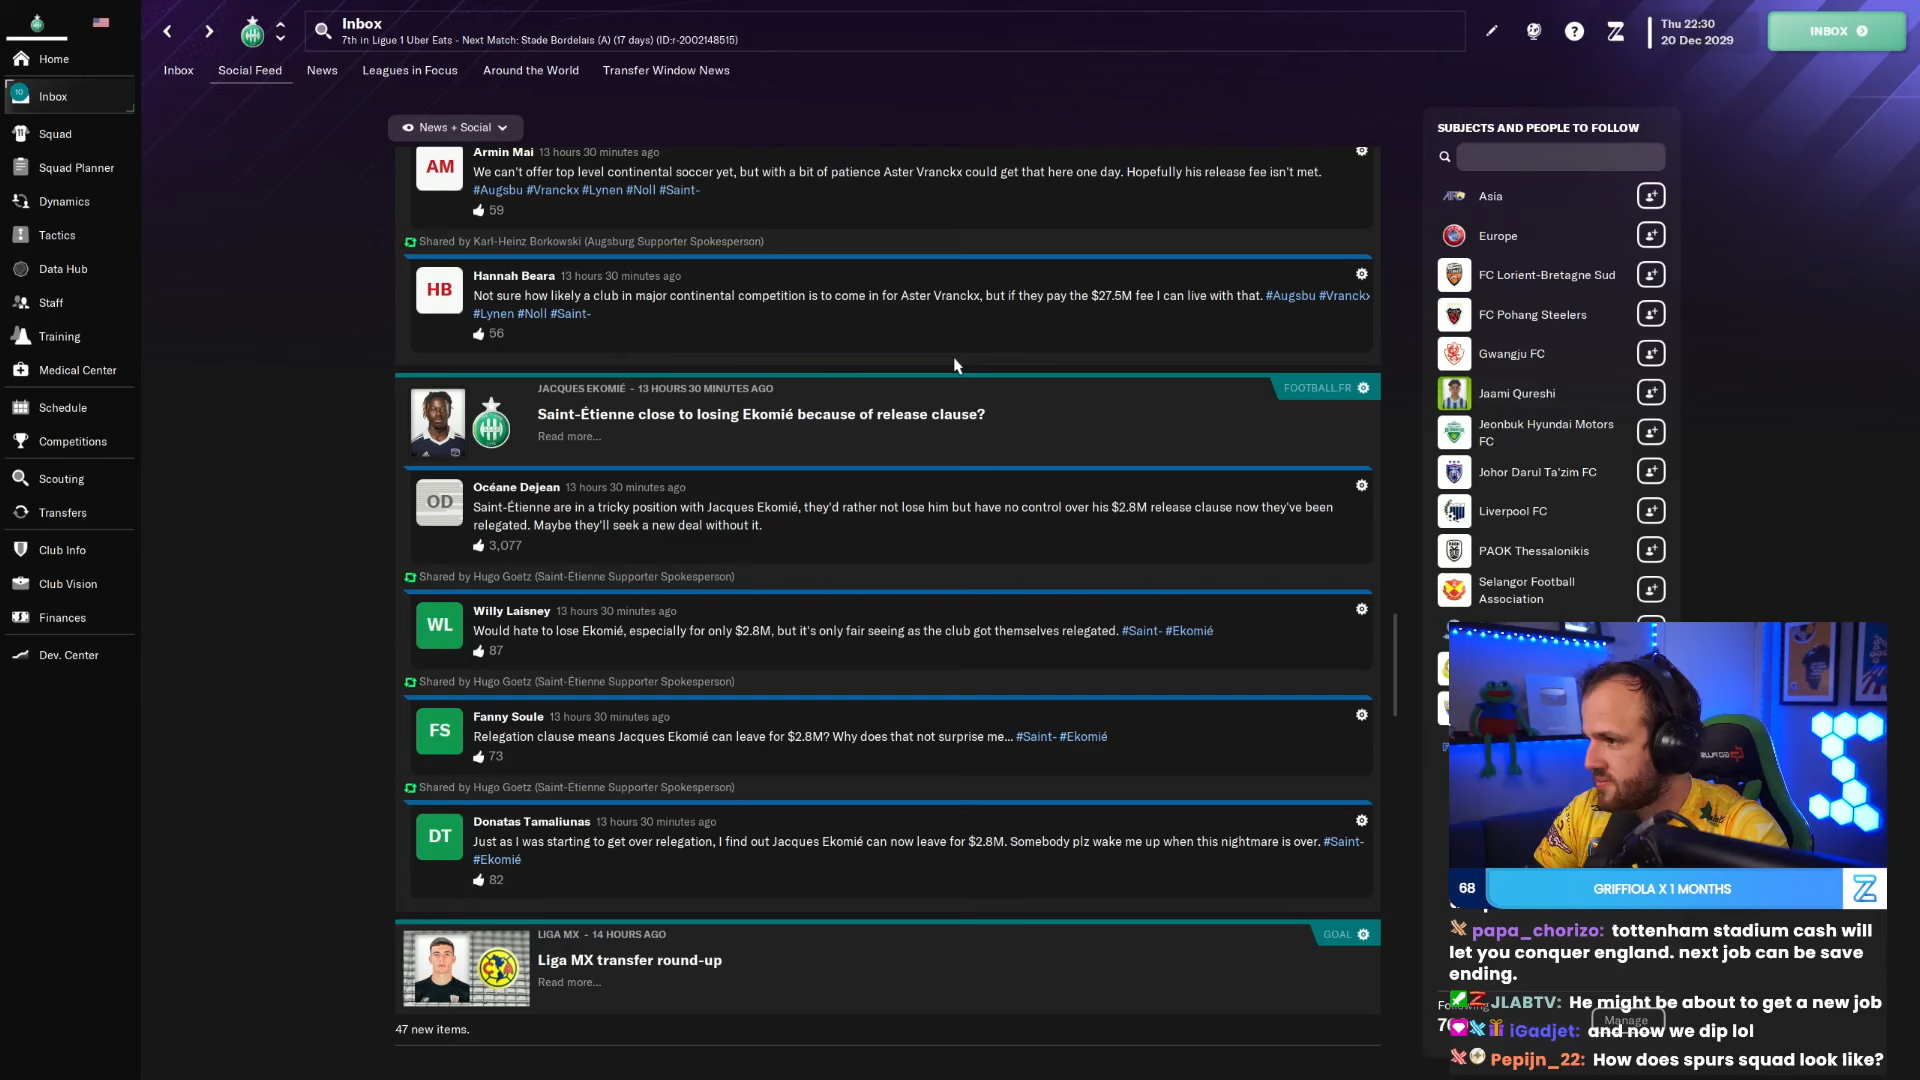 Inbox
7th in Ligue 1 Uber Eats - Next Match: Stade Bordelais (A) (17 days) (ID:r-2002148515)
Thu 22:30
20 Dec 2029
INBOX
Inbox Social Feed News Leagues in Focus Around the World Transfer Window News
Home
10
Inbox
Squad
Squad Planner
Dynamics
Tactics
Data Hub
Staff
Training
Medical Center
Schedule
Competitions
Scouting
Transfers
Club Info
Club Vision
Finances
Dev. Center
News + Social
AM
Armin Mai 13 hours 30 minutes ago
We can't offer top level continental soccer yet, but with a bit of patience Aster Vranckx could get that here one day. Hopefully his release fee isn't met.
#Augsbu #Vranckx #Lynen #Noll #Saint-
59
Shared by Karl-Heinz Borkowski (Augsburg Supporter Spokesperson)
HB
Hannah Beara 13 hours 30 minutes ago
Not sure how likely a club in major continental competition is to come in for Aster Vranckx, but if they pay the $27.5M fee I can live with that. #Augsbu #Vranckx
#Lynen #Noll #Saint-
56
JACQUES EKOMIÉ - 13 HOURS 30 MINUTES AGO
FOOTBALL.FR
Saint-Étienne close to losing Ekomié because of release clause?
Read more...
OD
Océane Dejean 13 hours 30 minutes ago
Saint-Étienne are in a tricky position with Jacques Ekomié, they'd rather not lose him but have no control over his $2.8M release clause now they've been
relegated. Maybe they'll seek a new deal without it.
3,077
Shared by Hugo Goetz (Saint-Étienne Supporter Spokesperson)
WL
Willy Laisney 13 hours 30 minutes ago
Would hate to lose Ekomié, especially for only $2.8M, but it's only fair seeing as the club got themselves relegated. #Saint- #Ekomié
87
Shared by Hugo Goetz (Saint-Étienne Supporter Spokesperson)
FS
Fanny Soule 13 hours 30 minutes ago
Relegation clause means Jacques Ekomié can leave for $2.8M? Why does that not surprise me... #Saint- #Ekomié
73
Shared by Hugo Goetz (Saint-Étienne Supporter Spokesperson)
DT
Donatas Tamaliunas 13 hours 30 minutes ago
Just as I was starting to get over relegation, I find out Jacques Ekomié can now leave for $2.8M. Somebody plz wake me up when this nightmare is over. #Saint-
#Ekomié
82
LIGA MX - 14 HOURS AGO
GOAL
Liga MX transfer round-up
Read more...
47 new items.
SUBJECTS AND PEOPLE TO FOLLOW
Asia
Europe
FC Lorient-Bretagne Sud
FC Pohang Steelers
Gwangju FC
Jaami Qureshi
Jeonbuk Hyundai Motors
FC
Johor Darul Ta'zim FC
Liverpool FC
PAOK Thessalonikis
Selangor Football
Association
68
GRIFFIOLA X 1 MONTHS
papa_chorizo: tottenham stadium cash will
let you conquer england. next job can be save
ending.
JLABTV: He might be about to get a new job
Manage
iGadjet: and now we dip lol
Pepijn_22: How does spurs squad look like?